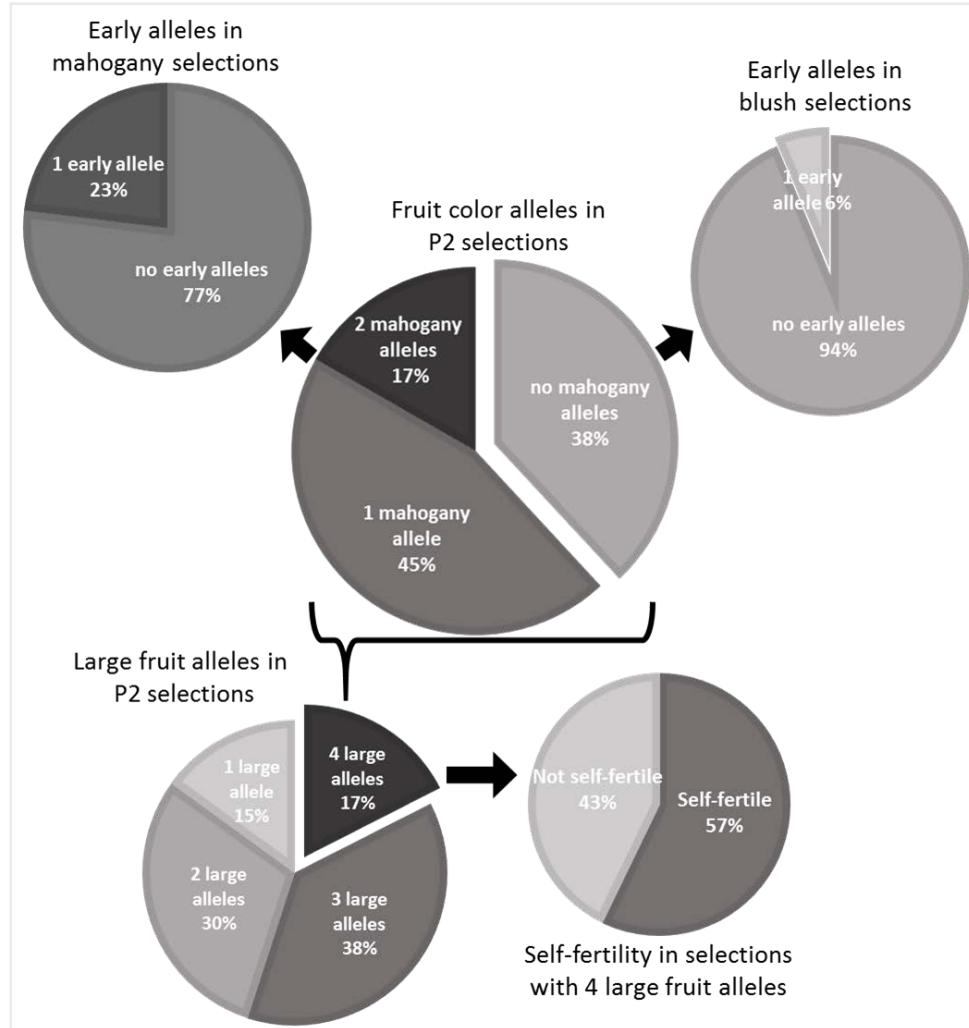 Early alleles in
mahogany selections
1 early allele
23%
no early alleles
77%
Early alleles in
blush selections
1 early
allele 6%
no early alleles
94%
Fruit color alleles in
P2 selections
2 mahogany
alleles
17%
no mahogany
alleles
38%
1 mahogany
allele
45%
Large fruit alleles in
P2 selections
1 large
allele
15%
4 large
alleles
17%
2 large
alleles
30%
3 large
alleles
38%
Not self-fertile
43%
Self-fertile
57%
Self-fertility in selections
with 4 large fruit alleles